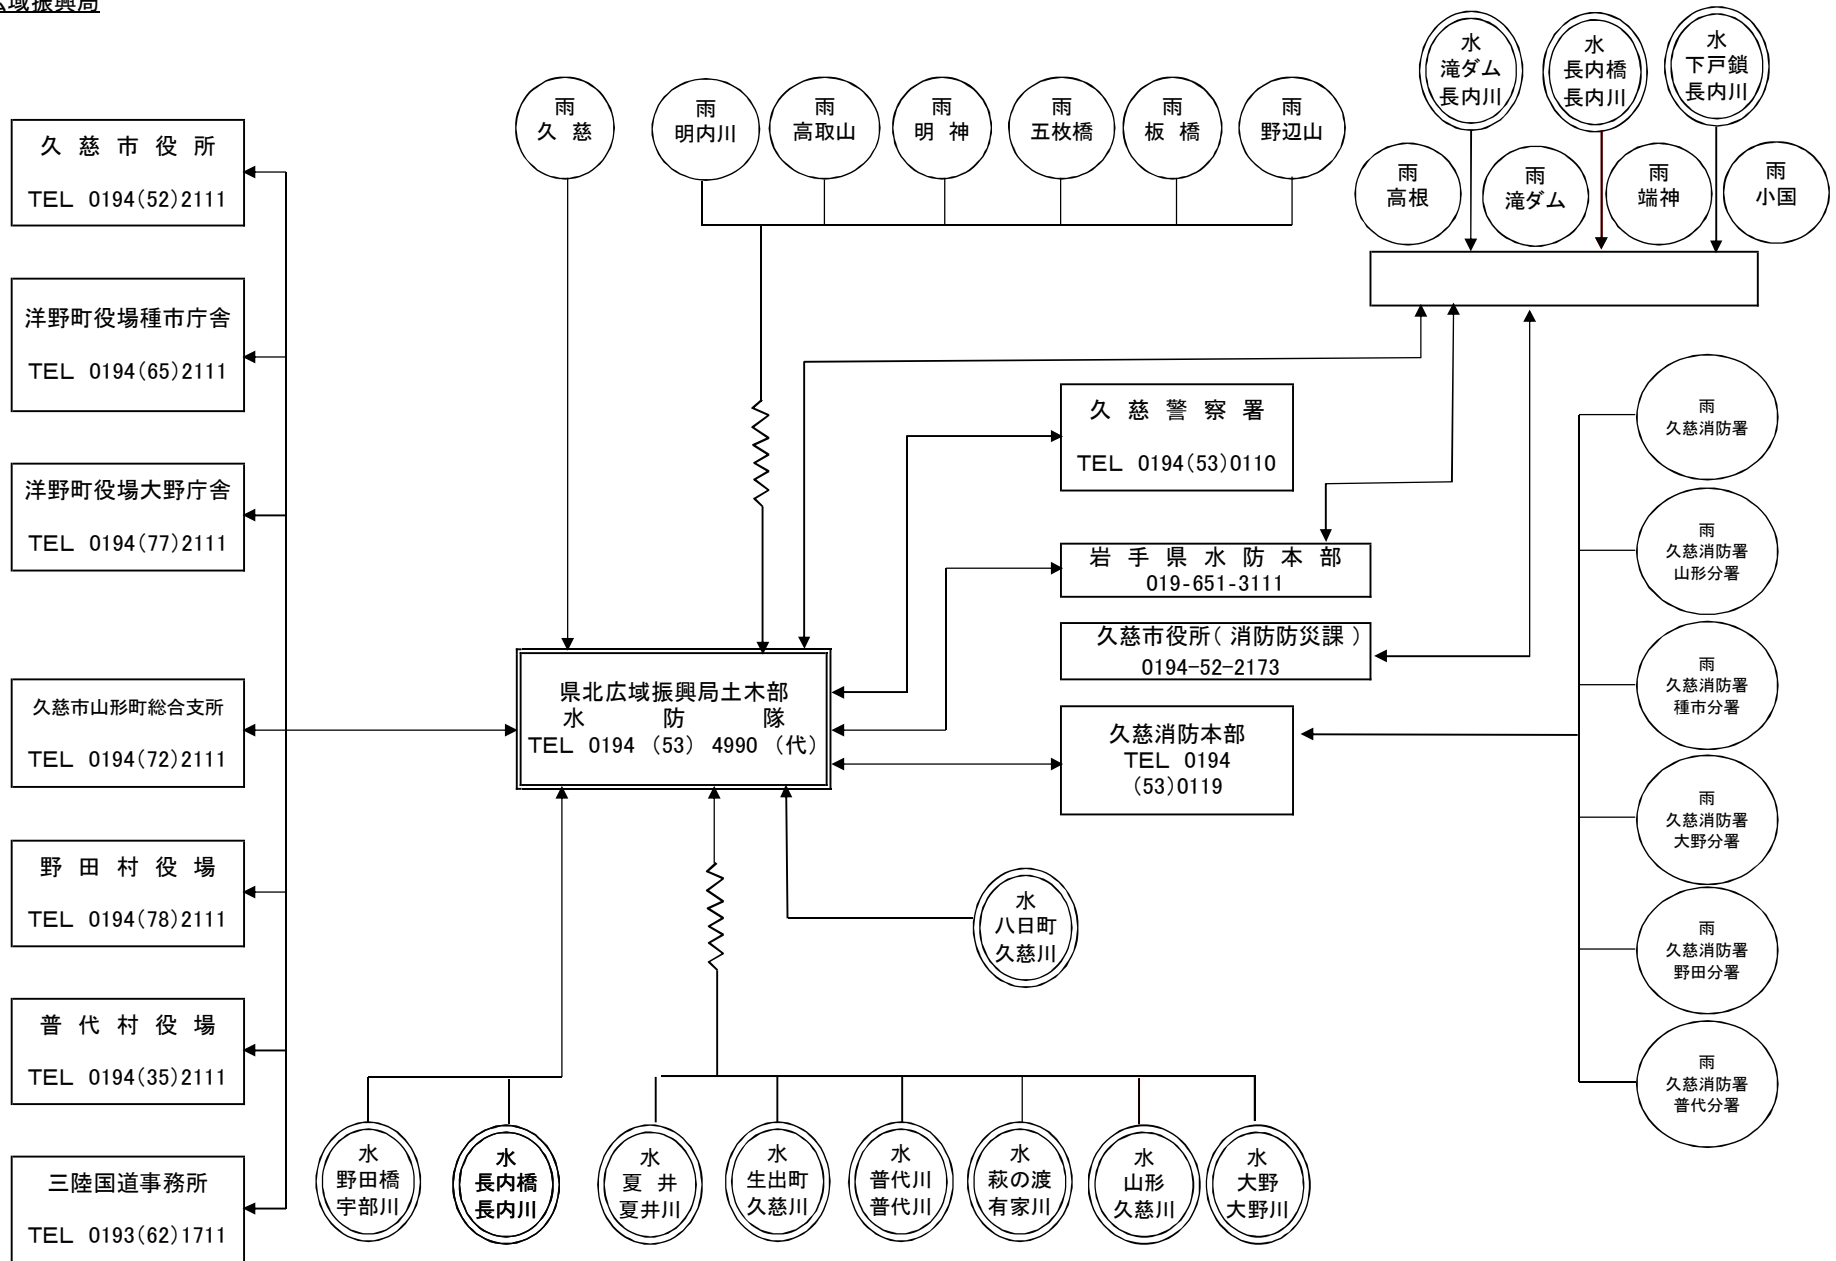 広域振興局
水
滝ダム
長内川
水
長内橋
長内川
水
下戸鎖
長内川
雨
久 慈
雨
明内川
雨
高取山
雨
明 神
雨
五枚橋
雨
板 橋
雨
野辺山
雨
高根
雨
滝ダム
雨
端神
雨
小国
久 慈 市 役 所
TEL 0194(52)2111
洋野町役場種市庁舎
TEL 0194(65)2111
洋野町役場大野庁舎
TEL 0194(77)2111
久慈市山形町総合支所
TEL 0194(72)2111
野 田 村 役 場
TEL 0194(78)2111
普 代 村 役 場
TEL 0194(35)2111
三陸国道事務所
TEL 0193(62)1711
県北広域振興局土木部
水 防 隊
TEL 0194 (53) 4990 (代)
久 慈 警 察 署
TEL 0194(53)0110
岩 手 県 水 防 本 部
019-651-3111
久慈市役所( 消防防災課 )
0194-52-2173
久慈消防本部
TEL 0194
(53)0119
雨
久慈消防署
雨
久慈消防署
山形分署
雨
久慈消防署
種市分署
雨
久慈消防署
大野分署
雨
久慈消防署
野田分署
雨
久慈消防署
普代分署
水
八日町
久慈川
水
野田橋
宇部川
水
長内橋
長内川
水
夏 井
夏井川
水
生出町
久慈川
水
普代川
普代川
水
萩の渡
有家川
水
山形
久慈川
水
大野
大野川